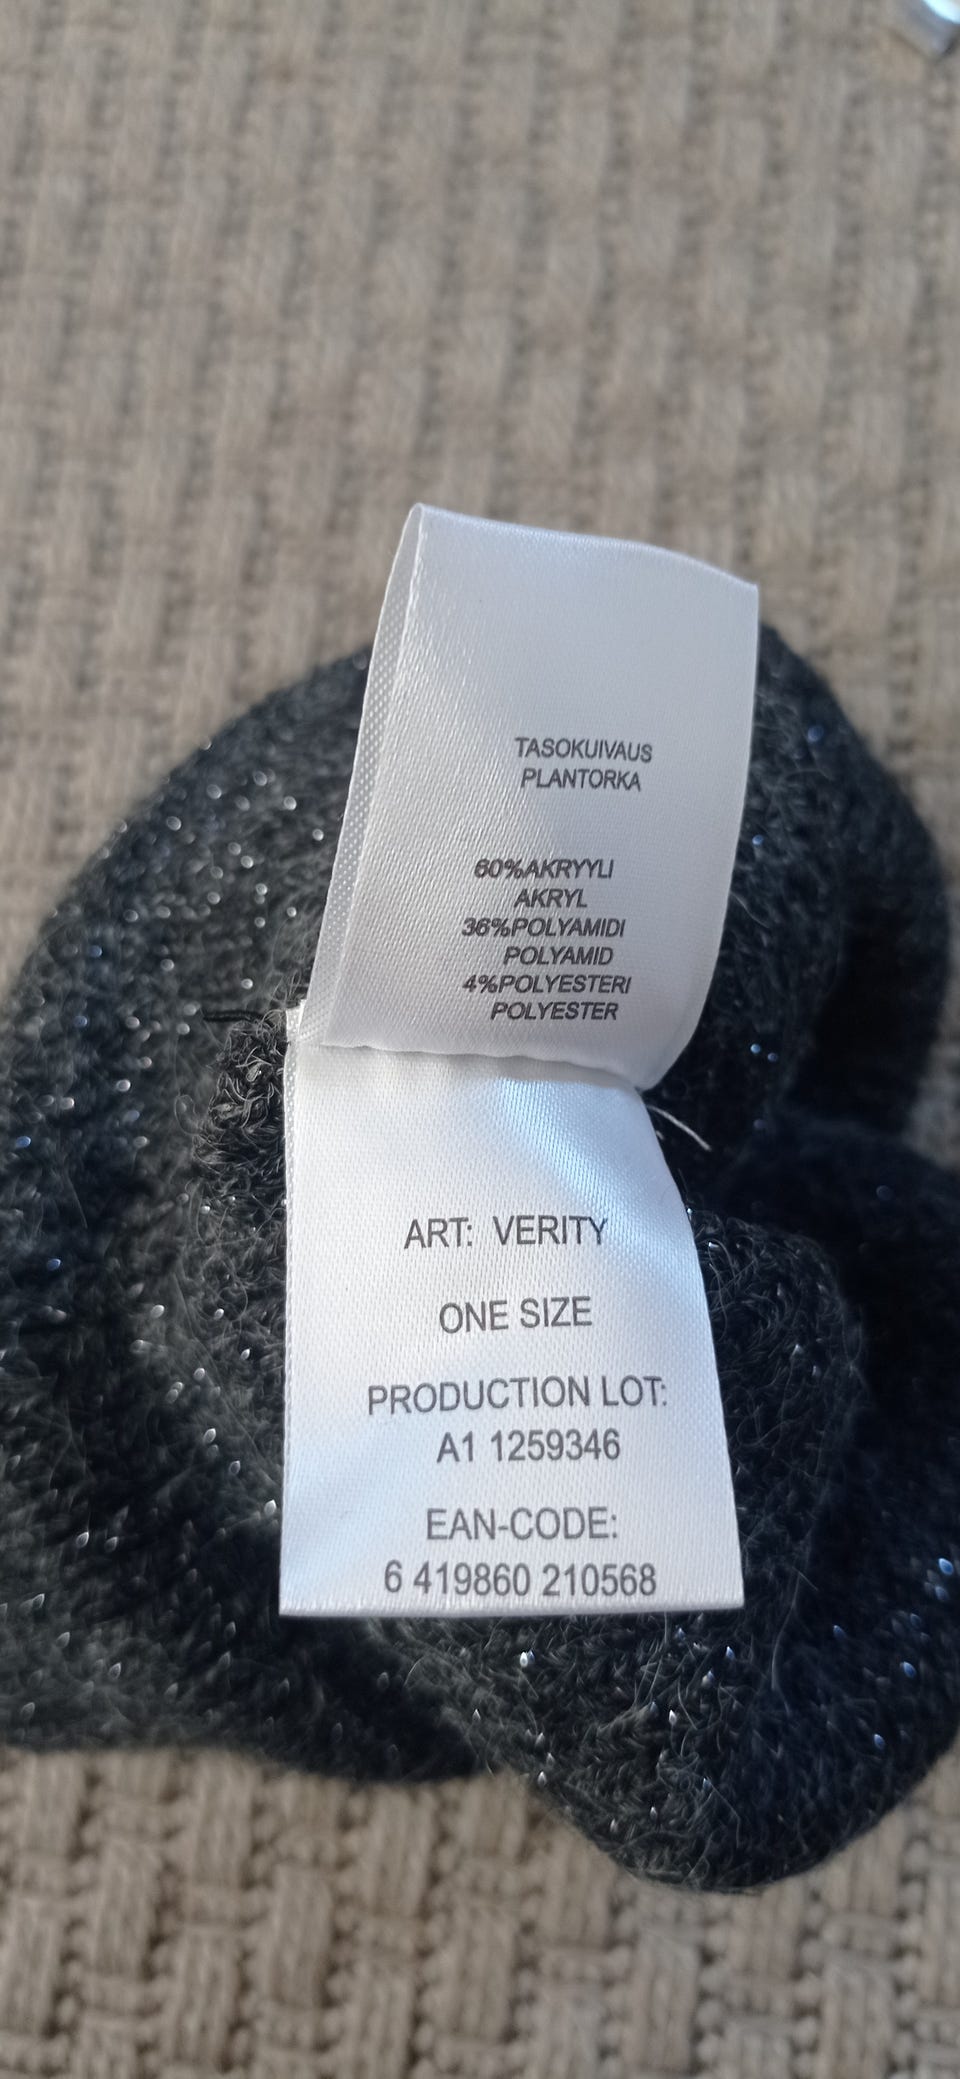 TASOKUIVAUS
PLANTORKA
60%AKRYYLI
AKRYL
36%POLYAMIDI
POLYAMID
4%POLYESTERI
POLYESTER
ART: VERITY
ONE SIZE
PRODUCTION LOT:
A1 1259346
EAN-CODE:
6 419860 210568